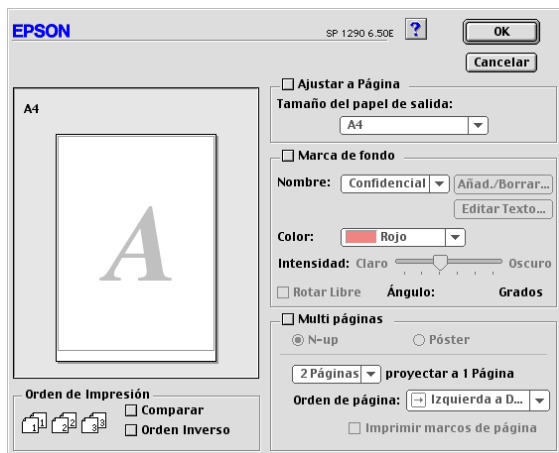 EPSON
SP 1290 6.50E
?
OK
Cancelar
A4
A
Orden de Impresión
1 1 2 2 3 3
Comparar
Orden Inverso
Ajustar a Página
Tamaño del papel de salida:
A4
Marca de fondo
Nombre: Confidencial Añad./Borrar...
Editar Texto...
Color: Rojo
Intensidad: Claro Oscuro
Rotar Libre Ángulo: Grados
Multi páginas
N-up Póster
2 Páginas proyectar a 1 Página
Orden de página: Izquierda a D...
Imprimir marcos de página